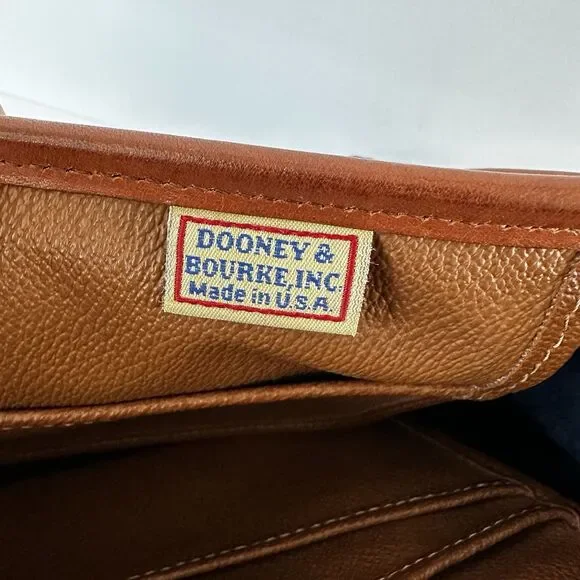 DOONEY &
BOURKE, INC.
Made in U.S.A.